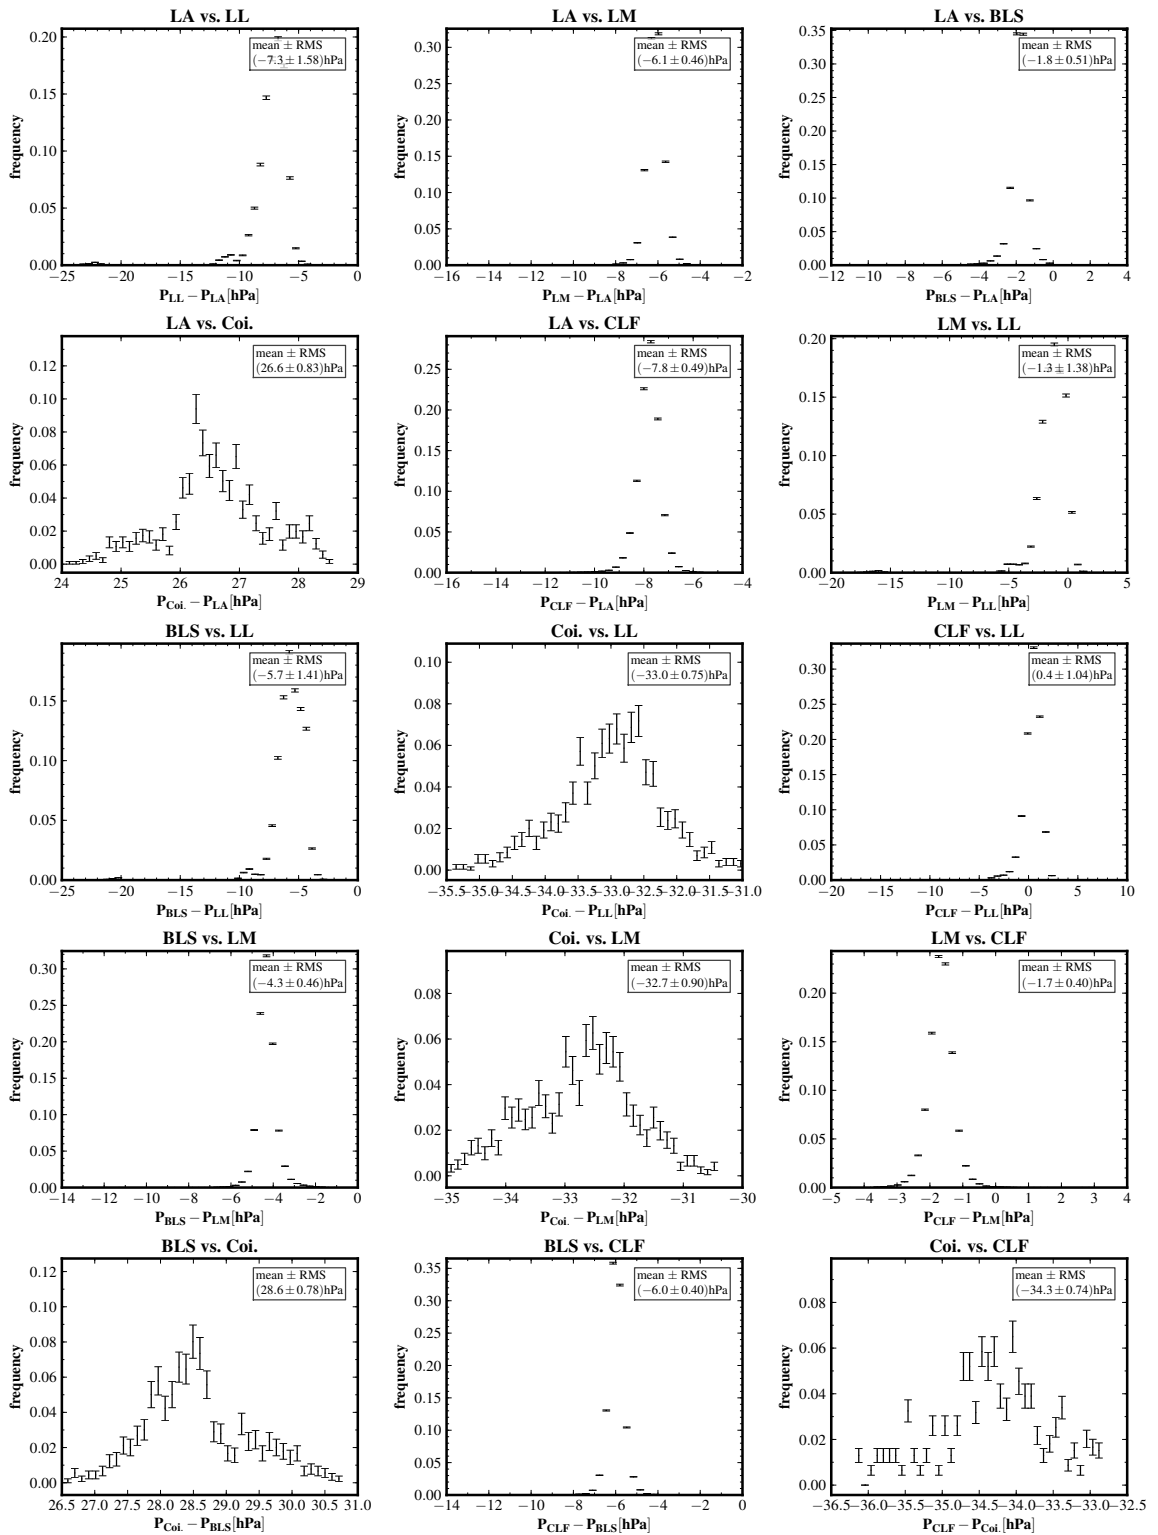 LA vs. LL
frequency
0.20
0.15
0.10
0.05
0.00
mean ± RMS
(−7.3±1.58)hPa
−25 −20 −15 −10 −5 0
P_LL − P_LA [hPa]
LA vs. LM
frequency
0.30
0.25
0.20
0.15
0.10
0.05
0.00
mean ± RMS
(−6.1±0.46)hPa
−16 −14 −12 −10 −8 −6 −4 −2
P_LM − P_LA [hPa]
LA vs. BLS
frequency
0.35
0.30
0.25
0.20
0.15
0.10
0.05
0.00
mean ± RMS
(−1.8±0.51)hPa
−12 −10 −8 −6 −4 −2 0 2 4
P_BLS − P_LA [hPa]
LA vs. Coi.
frequency
0.12
0.10
0.08
0.06
0.04
0.02
0.00
mean ± RMS
(26.6±0.83)hPa
24 25 26 27 28 29
P_Coi. − P_LA [hPa]
LA vs. CLF
frequency
0.25
0.20
0.15
0.10
0.05
0.00
mean ± RMS
(−7.8±0.49)hPa
−16 −14 −12 −10 −8 −6 −4
P_CLF − P_LA [hPa]
LM vs. LL
frequency
0.20
0.15
0.10
0.05
0.00
mean ± RMS
(−1.3±1.38)hPa
−20 −15 −10 −5 0 5
P_LM − P_LL [hPa]
BLS vs. LL
frequency
0.15
0.10
0.05
0.00
mean ± RMS
(−5.7±1.41)hPa
−25 −20 −15 −10 −5 0
P_BLS − P_LL [hPa]
Coi. vs. LL
frequency
0.10
0.08
0.06
0.04
0.02
0.00
mean ± RMS
(−33.0±0.75)hPa
−35.5 −35.0 −34.5 −34.0 −33.5 −33.0 −32.5 −32.0 −31.5 −31.0
P_Coi. − P_LL [hPa]
CLF vs. LL
frequency
0.30
0.25
0.20
0.15
0.10
0.05
0.00
mean ± RMS
(0.4±1.04)hPa
−20 −15 −10 −5 0 5 10
P_CLF − P_LL [hPa]
BLS vs. LM
frequency
0.30
0.25
0.20
0.15
0.10
0.05
0.00
mean ± RMS
(−4.3±0.46)hPa
−14 −12 −10 −8 −6 −4 −2 0
P_BLS − P_LM [hPa]
Coi. vs. LM
frequency
0.08
0.06
0.04
0.02
0.00
mean ± RMS
(−32.7±0.90)hPa
−35 −34 −33 −32 −31 −30
P_Coi. − P_LM [hPa]
LM vs. CLF
frequency
0.20
0.15
0.10
0.05
0.00
mean ± RMS
(−1.7±0.40)hPa
−5 −4 −3 −2 −1 0 1 2 3 4
P_CLF − P_LM [hPa]
BLS vs. Coi.
frequency
0.12
0.10
0.08
0.06
0.04
0.02
0.00
mean ± RMS
(28.6±0.78)hPa
26.5 27.0 27.5 28.0 28.5 29.0 29.5 30.0 30.5 31.0
P_Coi. − P_BLS [hPa]
BLS vs. CLF
frequency
0.35
0.30
0.25
0.20
0.15
0.10
0.05
0.00
mean ± RMS
(−6.0±0.40)hPa
−14 −12 −10 −8 −6 −4 −2 0
P_CLF − P_BLS [hPa]
Coi. vs. CLF
frequency
0.08
0.06
0.04
0.02
0.00
mean ± RMS
(−34.3±0.74)hPa
−36.5 −36.0 −35.5 −35.0 −34.5 −34.0 −33.5 −33.0 −32.5
P_CLF − P_Coi. [hPa]